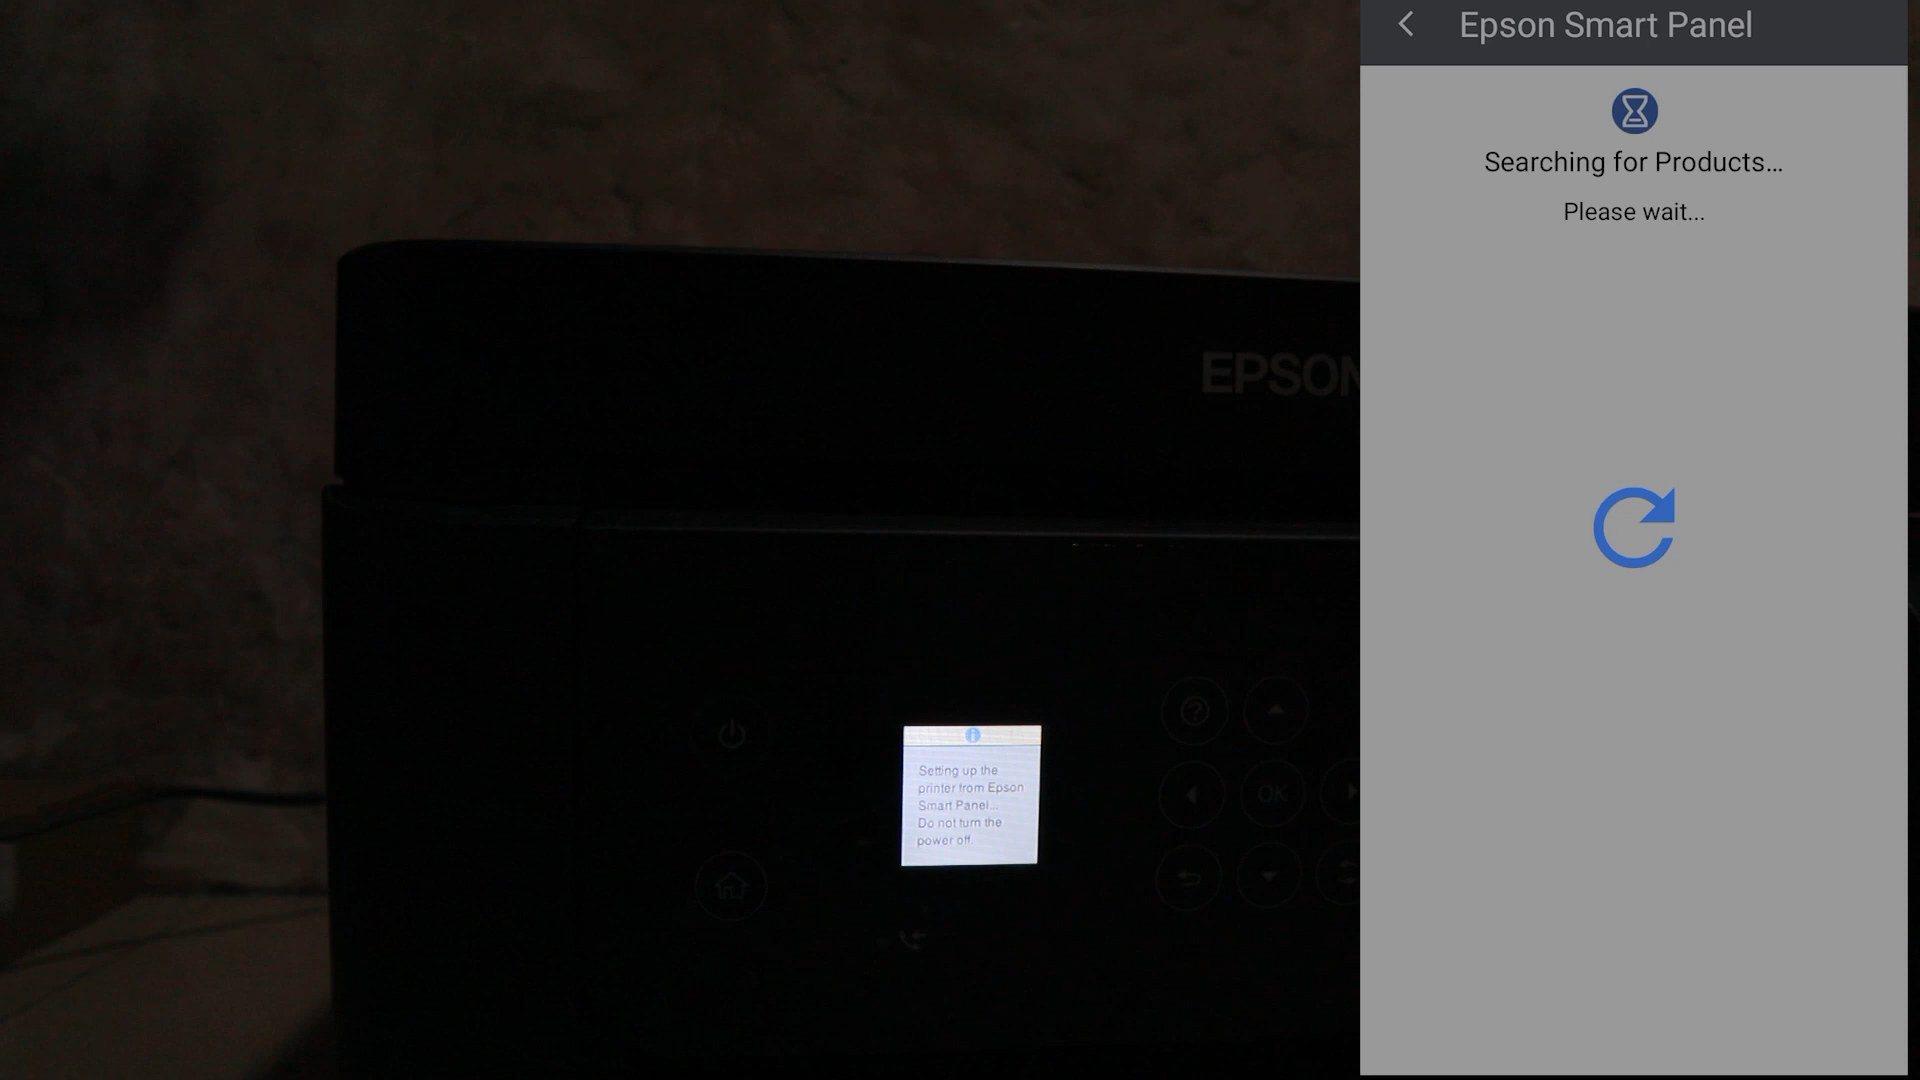 Epson Smart Panel
Searching for Products...
Please wait...
EPSON
Setting up the
printer from Epson
Smart Panel...
Do not turn the
power off
OK